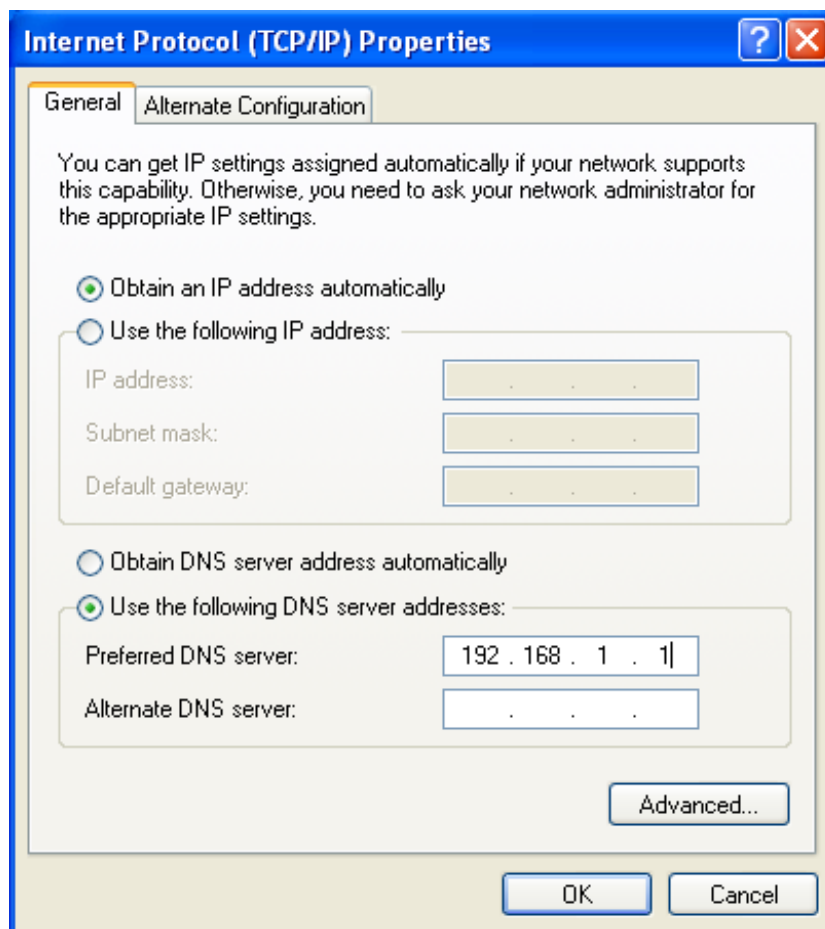 Internet Protocol (TCP/IP) Properties
General
Alternate Configuration
You can get IP settings assigned automatically if your network supports
this capability. Otherwise, you need to ask your network administrator for
the appropriate IP settings.
Obtain an IP address automatically
Use the following IP address:
IP address:
Subnet mask:
Default gateway:
Obtain DNS server address automatically
Use the following DNS server addresses:
Preferred DNS server: 192 . 168 . 1 . 1
Alternate DNS server:
Advanced...
OK
Cancel